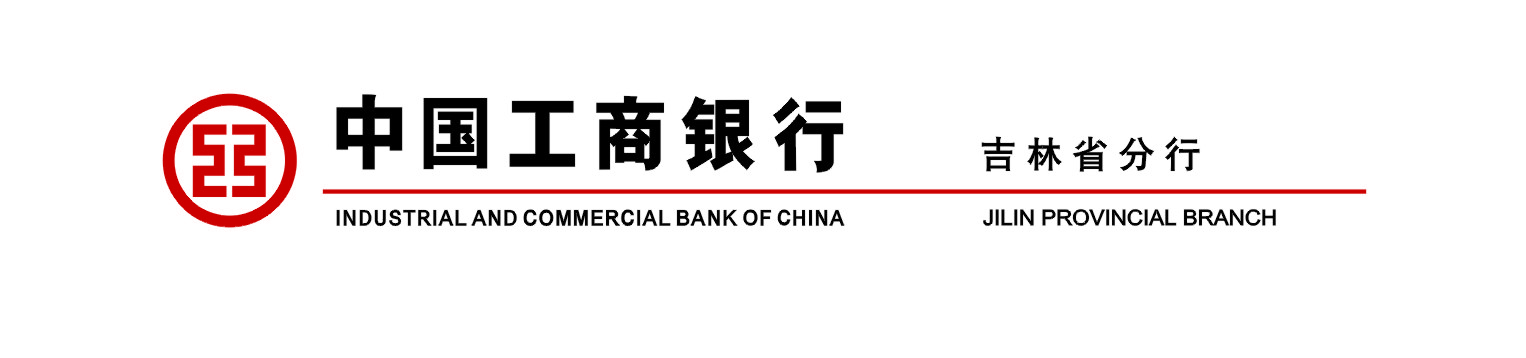 中国工商银行 吉林省分行
INDUSTRIAL AND COMMERCIAL BANK OF CHINA JILIN PROVINCIAL BRANCH